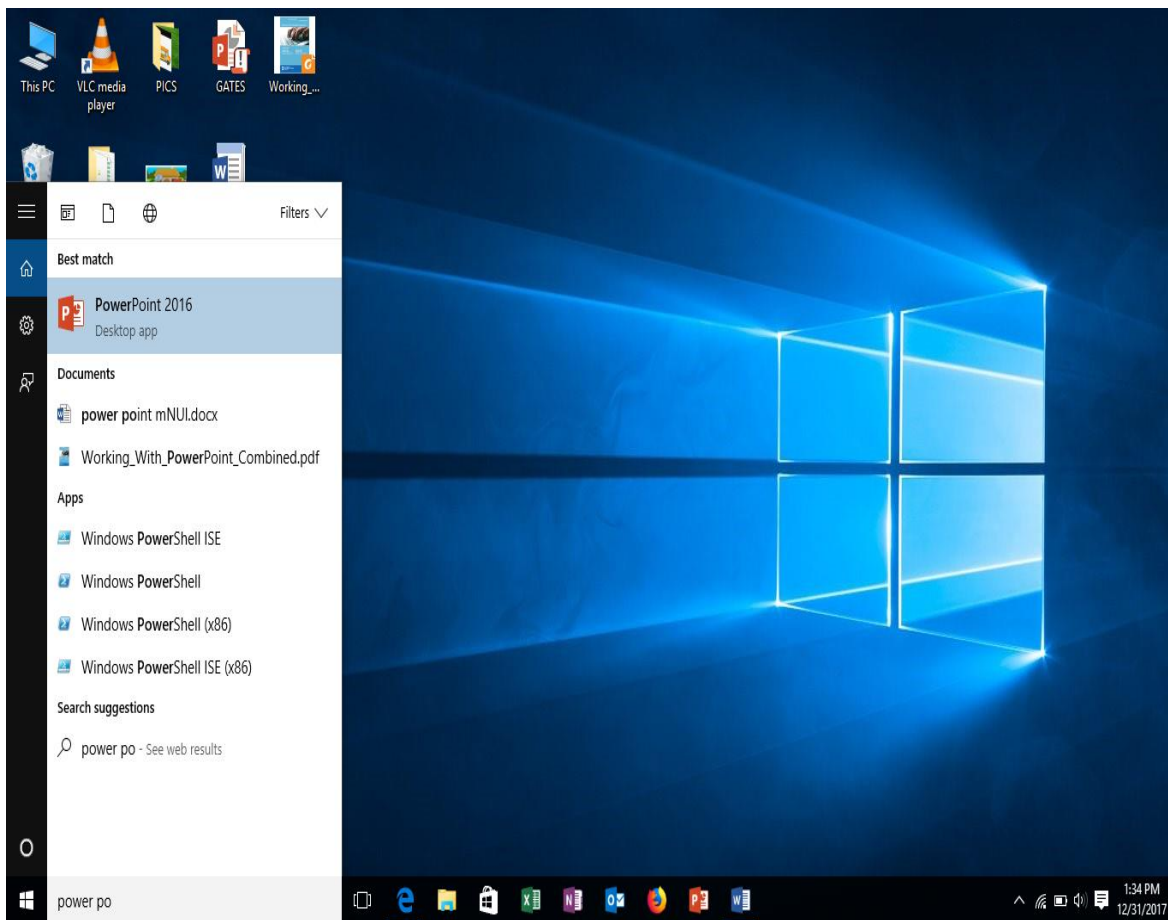 This PC
VLC media
player
PICS
GATES
Working_...
Filters
Best match
PowerPoint 2016
Desktop app
Documents
power point mNUI.docx
Working_With_PowerPoint_Combined.pdf
Apps
Windows PowerShell ISE
Windows PowerShell
Windows PowerShell (x86)
Windows PowerShell ISE (x86)
Search suggestions
power po - See web results
power po
1:34 PM
12/31/2017